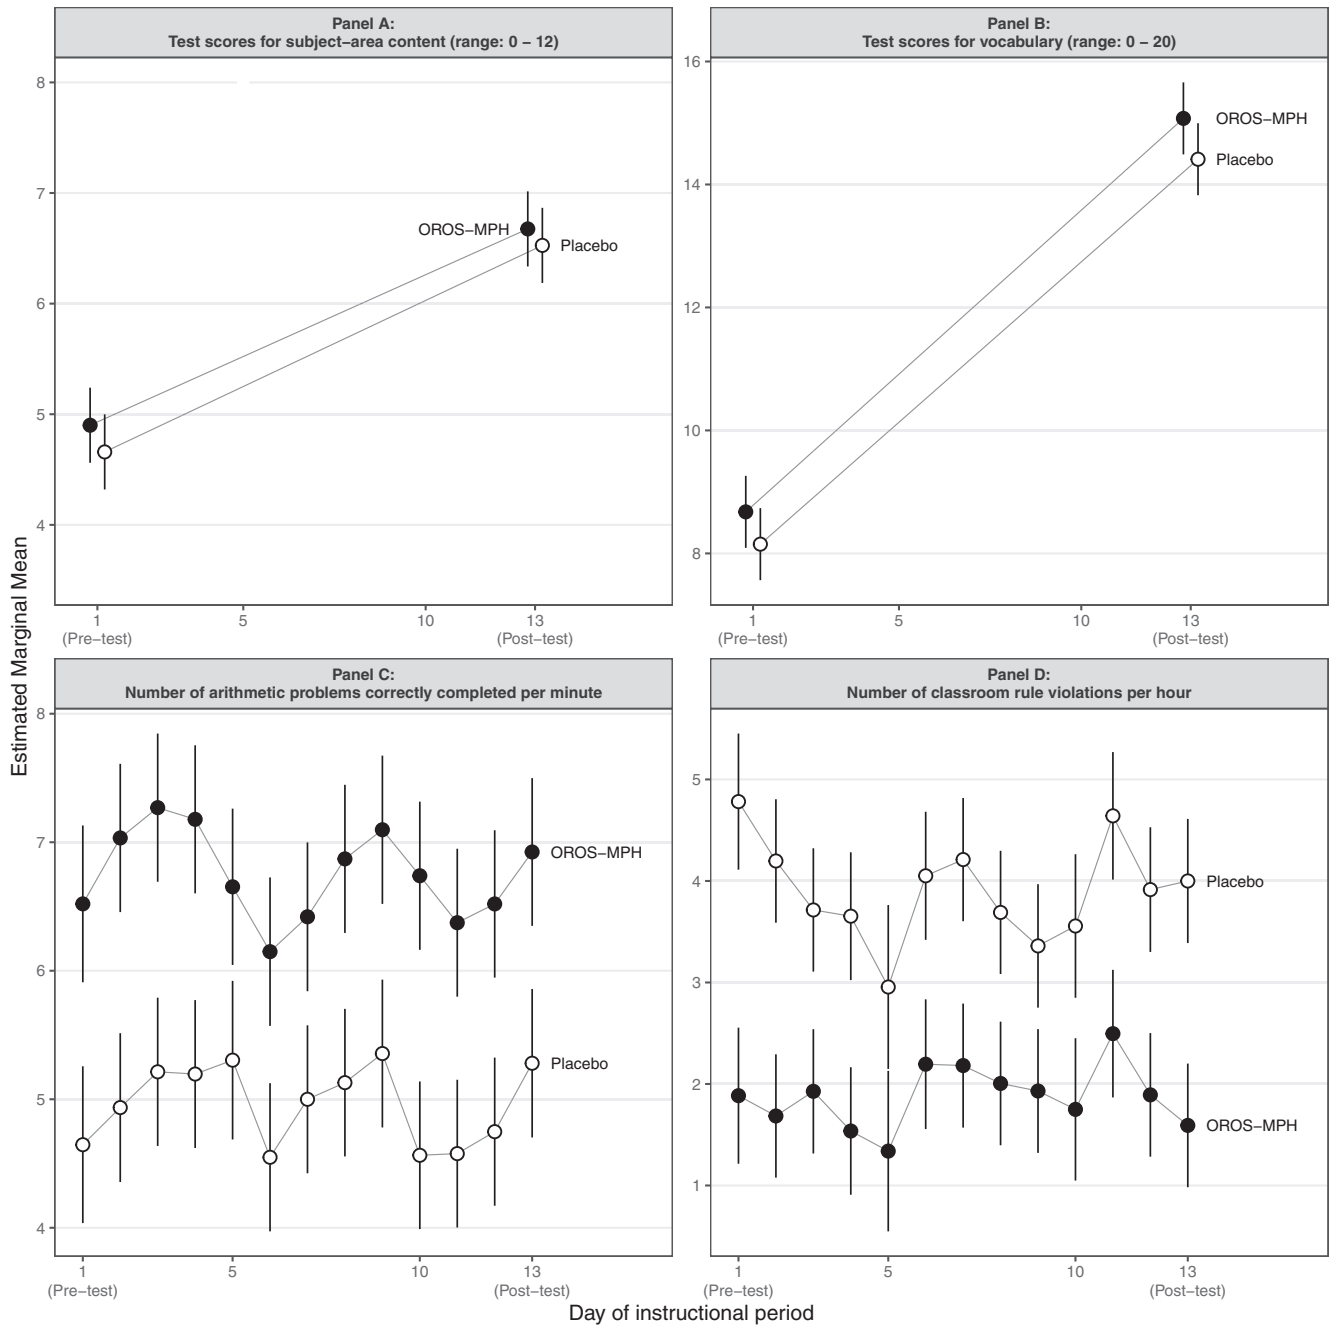 Panel A:
Test scores for subject−area content (range: 0 − 12)
8
7
6
5
4
OROS−MPH
Placebo
1
5
10
13
(Pre−test)
(Post−test)
Panel B:
Test scores for vocabulary (range: 0 − 20)
16
14
12
10
8
OROS−MPH
Placebo
1
5
10
13
(Pre−test)
(Post−test)
Estimated Marginal Mean
Panel C:
Number of arithmetic problems correctly completed per minute
8
7
6
5
4
OROS−MPH
Placebo
1
5
10
13
(Pre−test)
(Post−test)
Panel D:
Number of classroom rule violations per hour
5
4
3
2
1
Placebo
OROS−MPH
1
5
10
13
(Pre−test)
(Post−test)
Day of instructional period